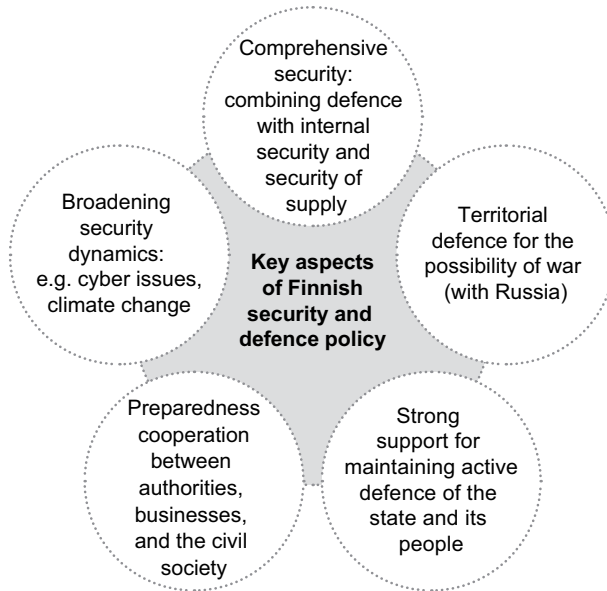 Comprehensive
security:
combining defence
with internal
security and
security of
supply
Broadening
security
dynamics:
e.g. cyber issues,
climate change
Key aspects
of Finnish
security and
defence policy
Territorial
defence for the
possibility of war
(with Russia)
Preparedness
cooperation
between
authorities,
businesses,
and the civil
society
Strong
support for
maintaining active
defence of the
state and its
people